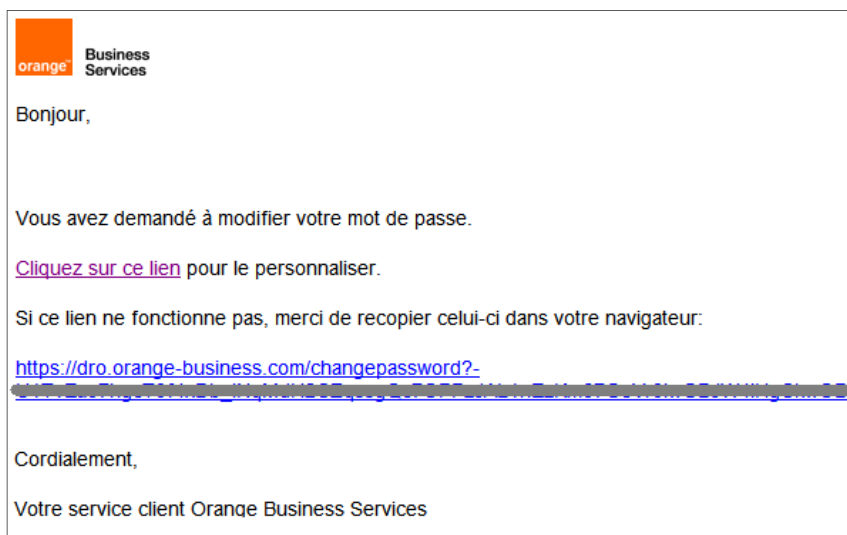 orange™
Business
Services
Bonjour,
Vous avez demandé à modifier votre mot de passe.
Cliquez sur ce lien pour le personnaliser.
Si ce lien ne fonctionne pas, merci de recopier celui-ci dans votre navigateur:
https://dro.orange-business.com/changepassword?-
Cordialement,
Votre service client Orange Business Services